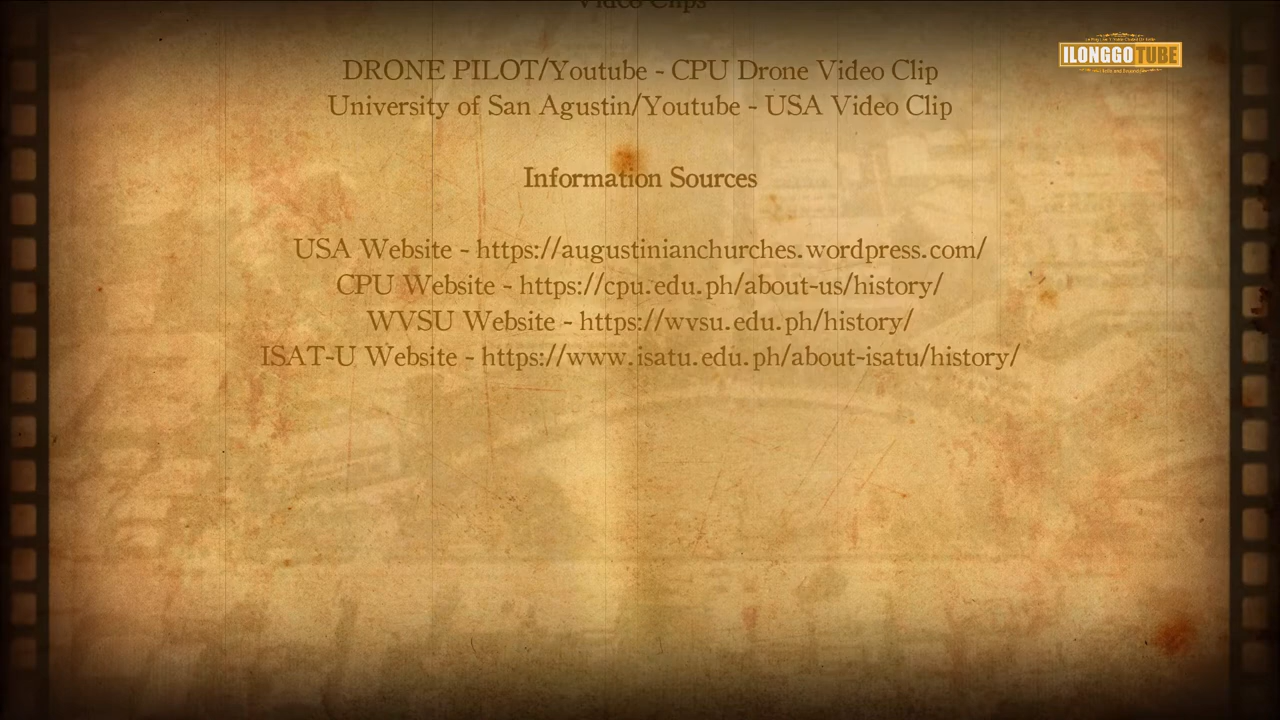 Video Clips
DRONE PILOT/Youtube - CPU Drone Video Clip
University of San Agustin/Youtube - USA Video Clip
Information Sources
USA Website - https://augustinianchurches.wordpress.com/
CPU Website - https://cpu.edu.ph/about-us/history/
WVSU Website - https://wvsu.edu.ph/history/
ISAT-U Website - https://www.isatu.edu.ph/about-isatu/history/
ILONGGOTUBE